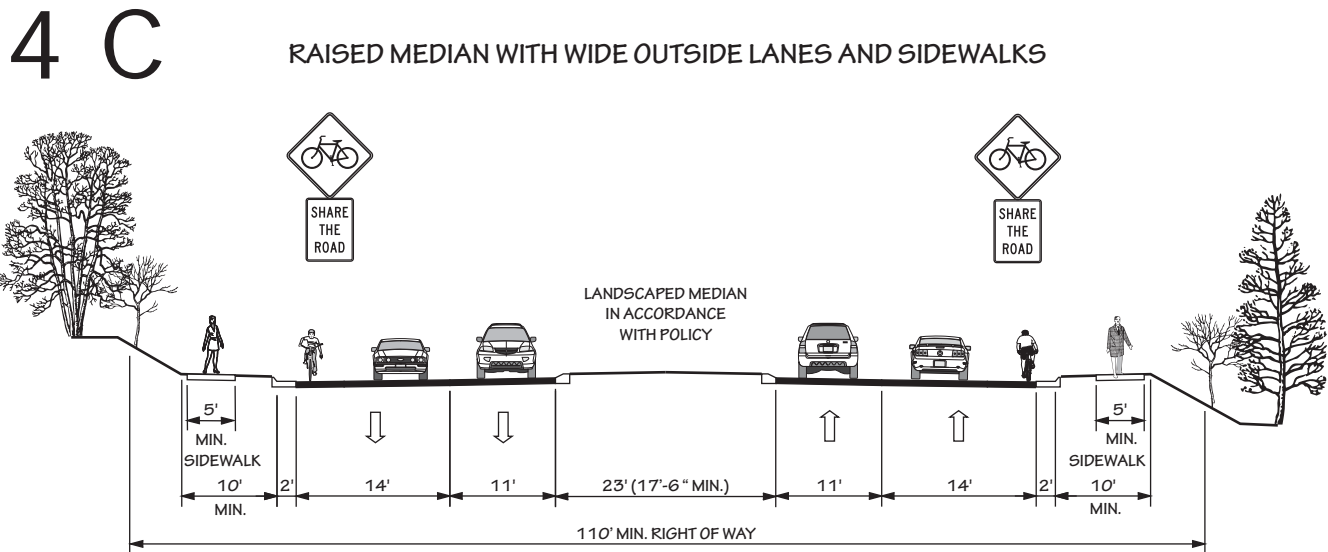 4 C
RAISED MEDIAN WITH WIDE OUTSIDE LANES AND SIDEWALKS
SHARE
THE
ROAD
SHARE
THE
ROAD
LANDSCAPED MEDIAN
IN ACCORDANCE
WITH POLICY
5'
MIN.
SIDEWALK
10'
MIN.
2'
14'
11'
23' (17'-6 " MIN.)
11'
14'
2'
5'
MIN.
SIDEWALK
10'
MIN.
110' MIN. RIGHT OF WAY